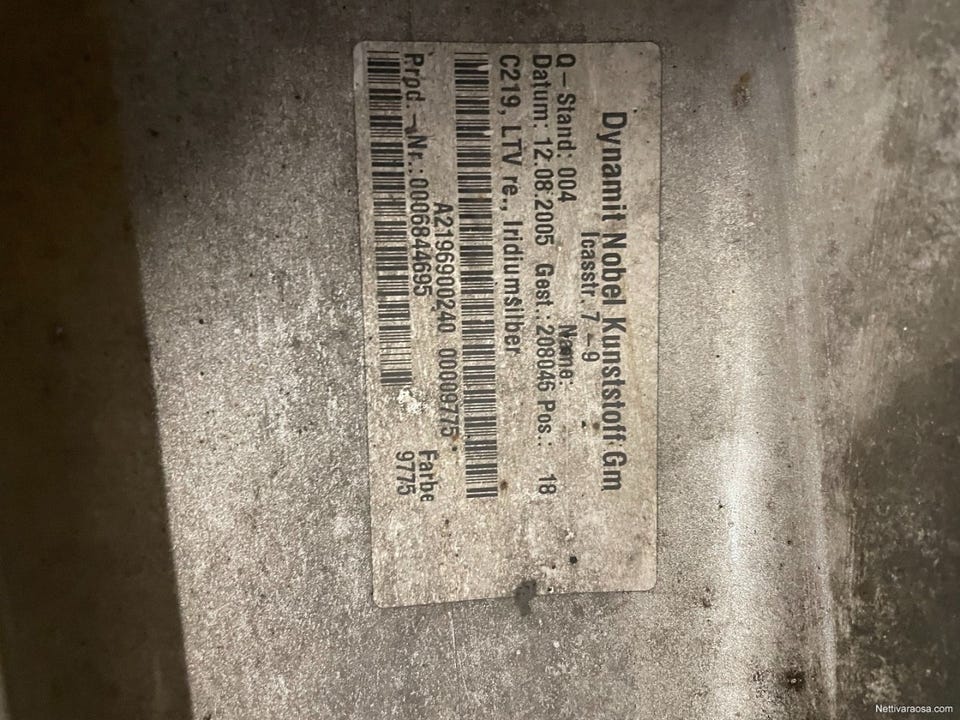 Dynamit Nobel Kunststoff Gm
Icasstr. 7 - 9
Q-Stand: 004 Name:
Datum: 12.08.2005 Gest.: 208046 Pos.: 18
C219, LTV re., Iridiumsilber
A2196900240 00009775
Prod.-Nr.:0006844695
Farbe
9775
Nettivaraosa.com